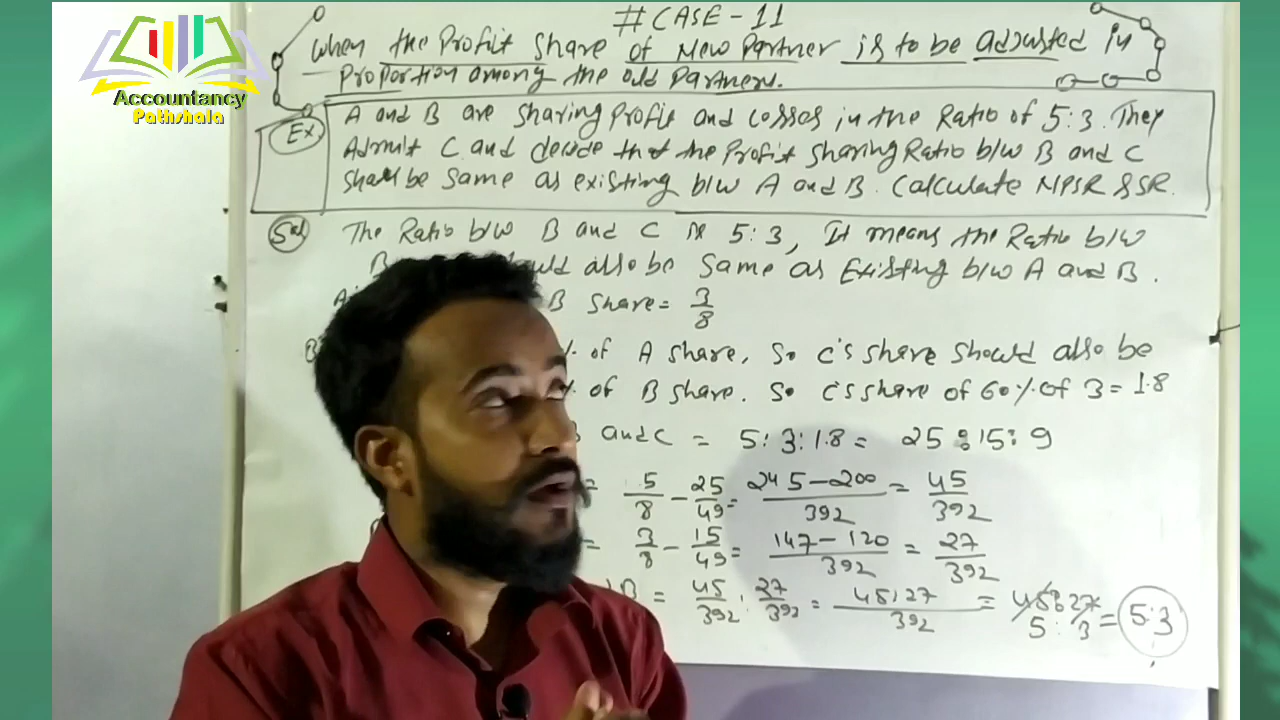 #CASE-11
When the Profit Share of New Partner is to be Adjusted in
Proportion among the old Partners.
Accountancy
Pathshala
Ex
A and B are sharing Profit and Losses in the Ratio of 5:3. They
Admit C and decide that the Profit sharing Ratio b/w B and C
shall be same as existing b/w A and B. Calculate NPSR & SR.
Sol
The Ratio b/w B and C is 5:3, It means the Ratio b/w
B should also be Same as Existing b/w A and B.
B Share = 3/8
% of A share, So C's share should also be
% of B share. So C's share of 60% of 3 = 1.8
and C = 5:3:1.8 = 25:15:9
= 5/8 - 25/49 = 245-200/392 = 45/392
= 3/8 - 15/49 = 147-120/392 = 27/392
B = 45/392 : 27/392 = 45:27/392 = 45:27 5:3 = 5:3